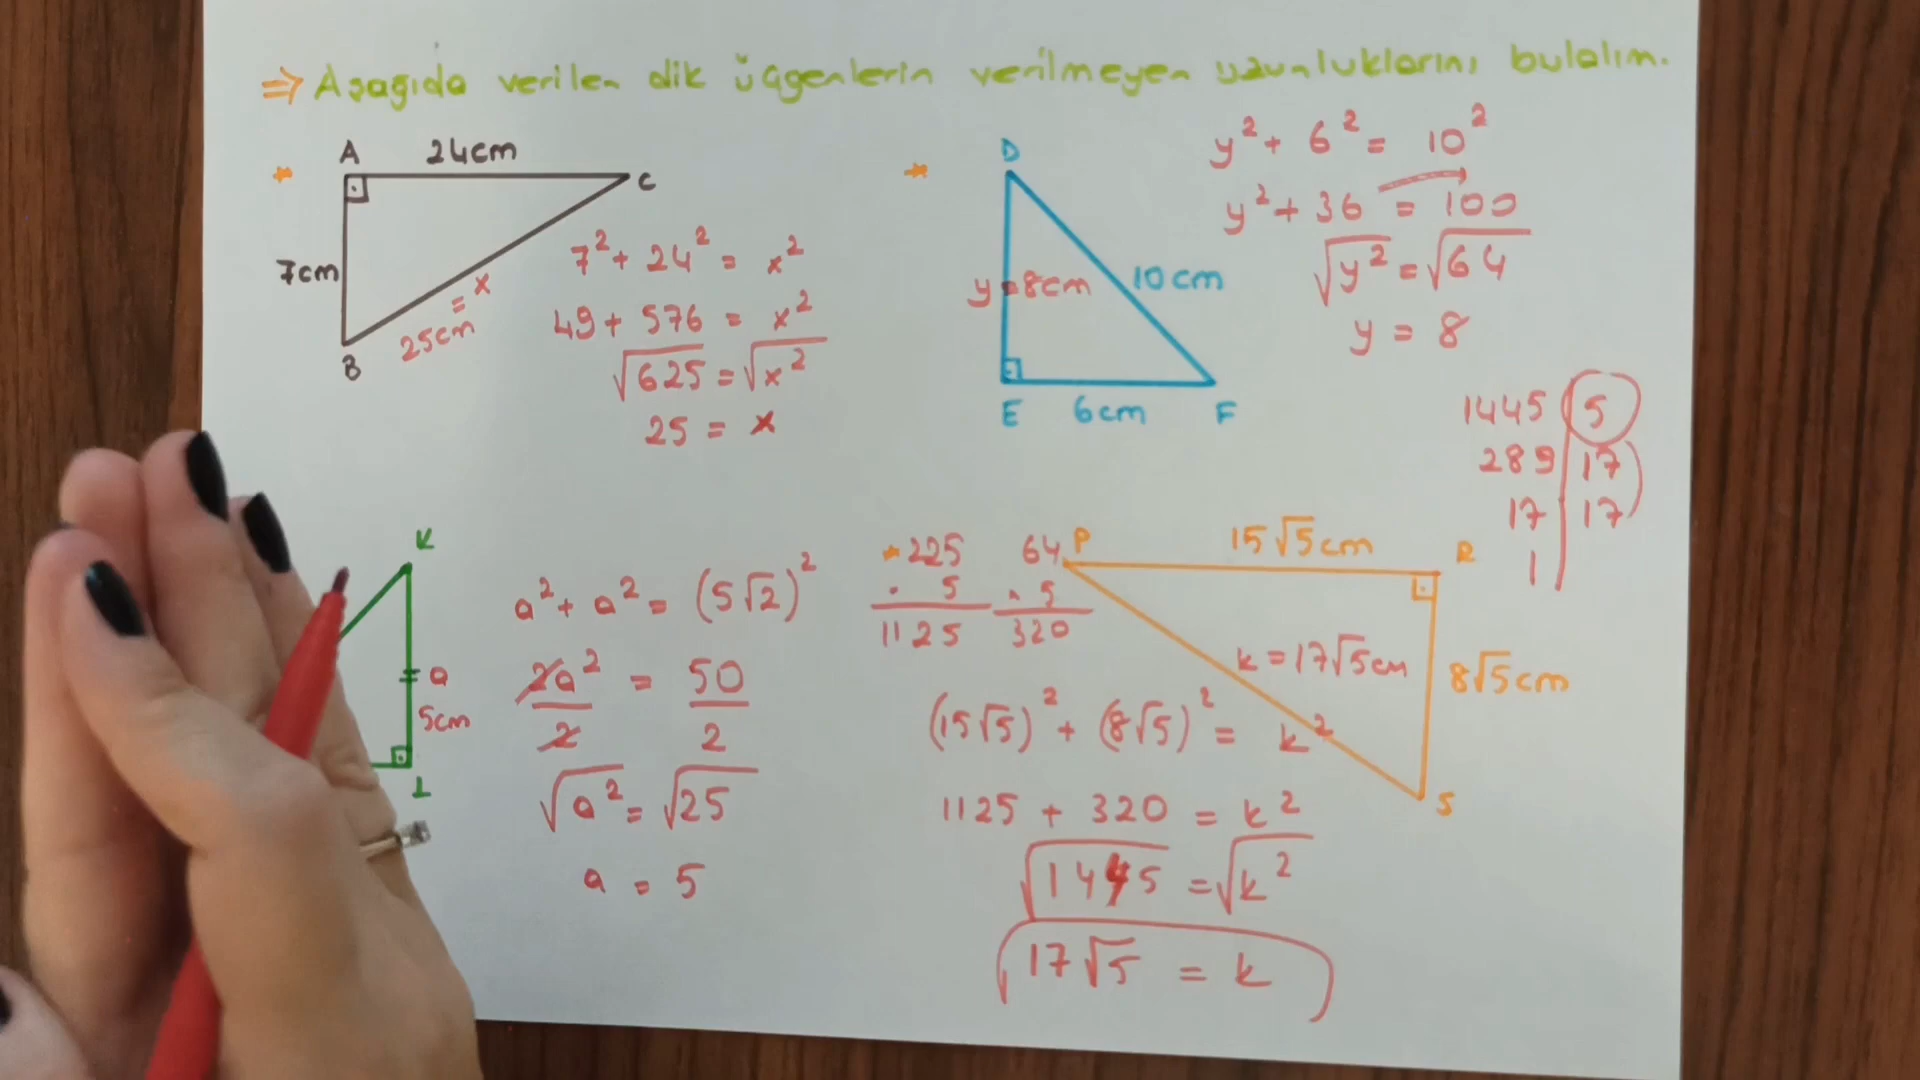 ⇒ Aşağıda verilen dik üçgenlerin verilmeyen uzunluklarını bulalım.
* A 24cm C
7cm
B
25cm = x
7² + 24² = x²
49 + 576 = x²
√625 = √x²
25 = x
* D
y = 8cm
10cm
E 6cm F
y² + 6² = 10²
y² + 36 = 100
√y² = √64
y = 8
K
a
5cm
L
a² + a² = (5√2)²
2a² = 50
2 2
√a² = √25
a = 5
* 225 64
. 5 . 5
1125 320
P 15√5cm R
k = 17√5cm
8√5cm
S
(15√5)² + (8√5)² = k²
1125 + 320 = k²
√1445 = √k²
17√5 = k
1445 5
289 17
17 17
1